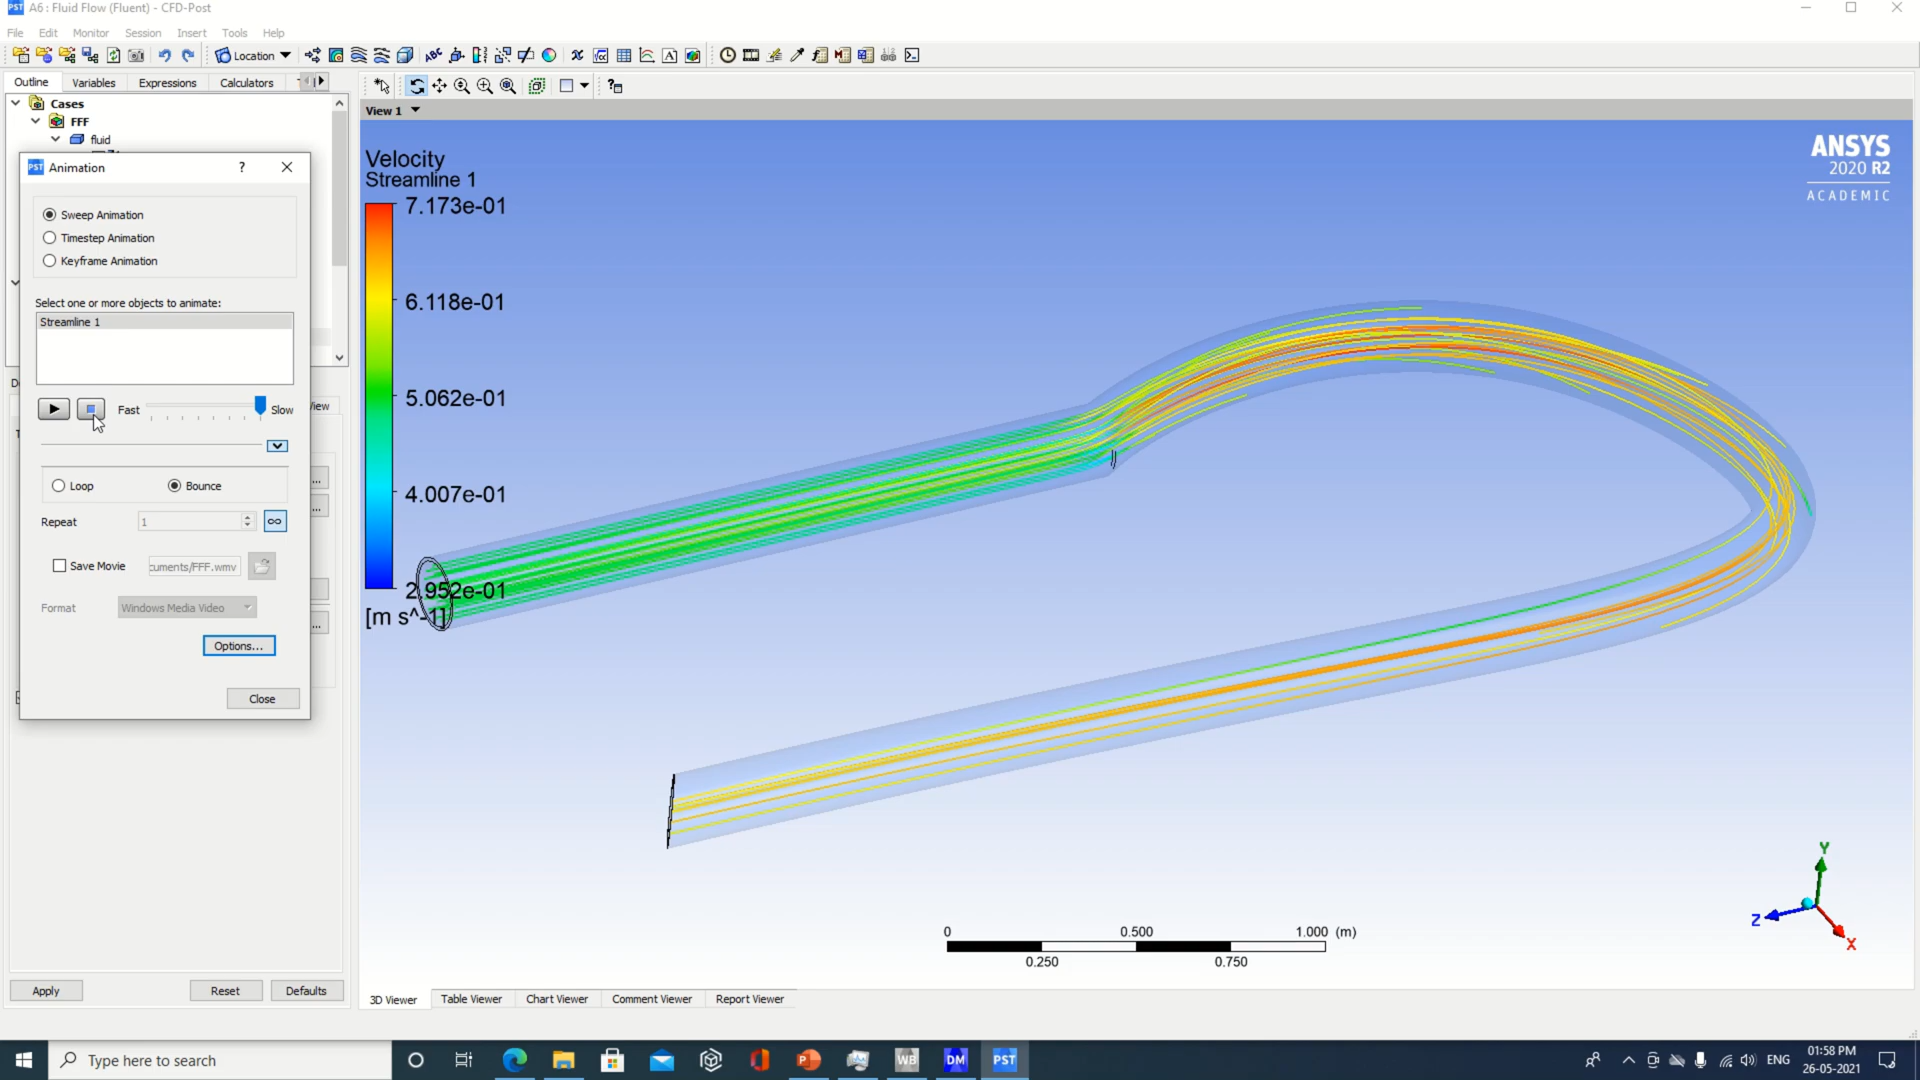 PST A6 : Fluid Flow (Fluent) - CFD-Post
File Edit Monitor Session Insert Tools Help
Location
Outline Variables Expressions Calculators
Cases
FFF
fluid
PST Animation ?
Sweep Animation
Timestep Animation
Keyframe Animation
Select one or more objects to animate:
Streamline 1
Fast Slow
Loop Bounce
Repeat 1
Save Movie cuments/FFF.wmv
Format Windows Media Video
Options...
Close
Apply Reset Defaults
View 1
Velocity
Streamline 1
7.173e-01
6.118e-01
5.062e-01
4.007e-01
2.952e-01
[m s^-1]
ANSYS
2020 R2
ACADEMIC
0 0.500 1.000 (m)
0.250 0.750
Y
Z
X
3D Viewer Table Viewer Chart Viewer Comment Viewer Report Viewer
Type here to search
WB DM PST
ENG
01:58 PM
26-05-2021